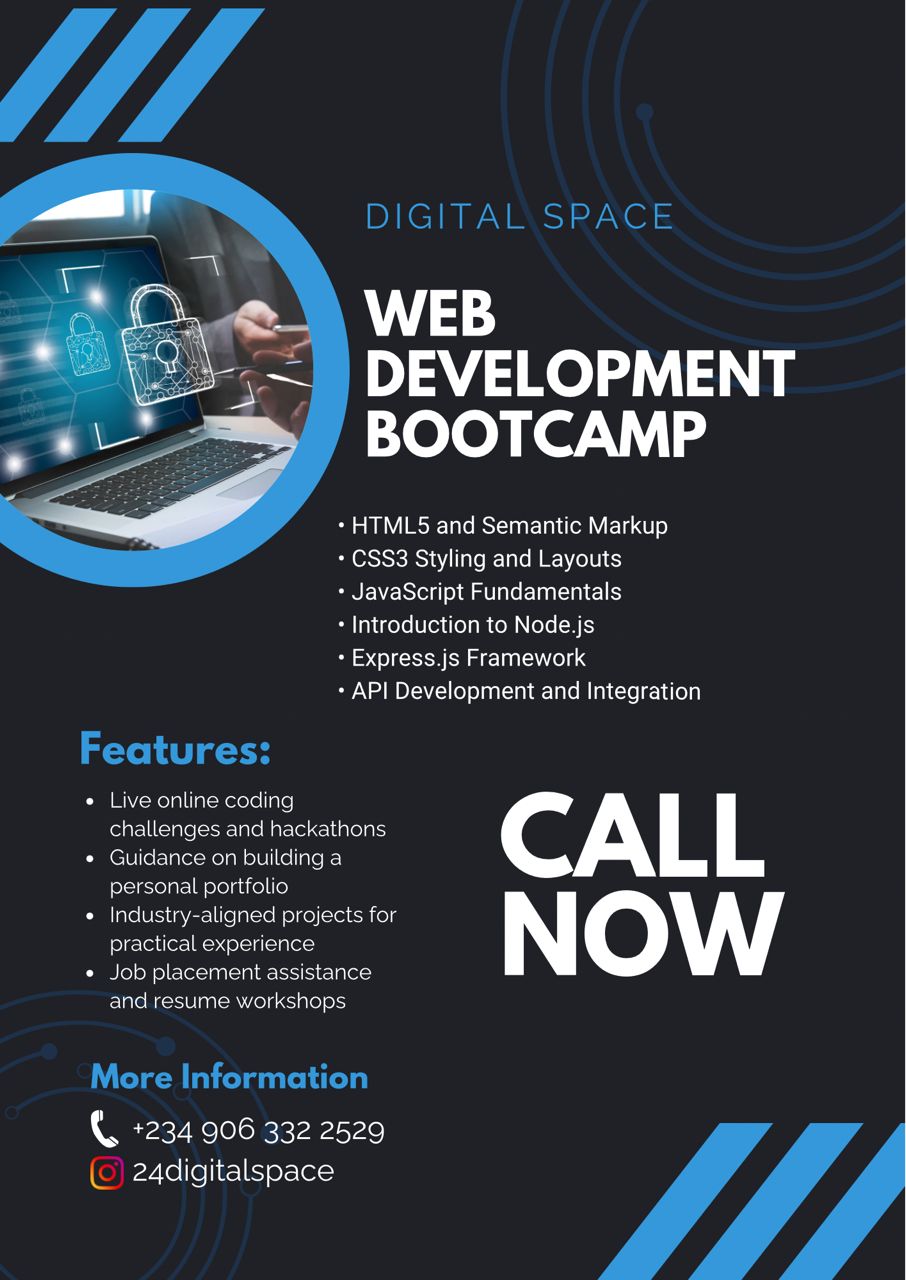 DIGITAL SPACE
WEB
DEVELOPMENT
BOOTCAMP
• HTML5 and Semantic Markup
• CSS3 Styling and Layouts
• JavaScript Fundamentals
• Introduction to Node.js
• Express.js Framework
• API Development and Integration
Features:
• Live online coding
challenges and hackathons
• Guidance on building a
personal portfolio
• Industry-aligned projects for
practical experience
• Job placement assistance
and resume workshops
CALL
NOW
More Information
+234 906 332 2529
24digitalspace